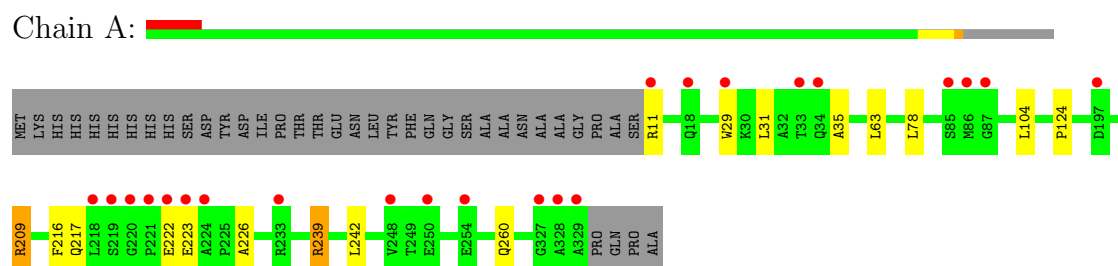 Chain A:
MET LYS HIS HIS HIS HIS HIS HIS SER ASP TYR ASP ILE PRO THR THR GLU ASN LEU TYR PHE GLN GLY SER ALA ALA ASN ALA ALA GLY PRO ALA SER R11 Q18 W29 K30 L31 A32 T33 Q34 A35 L63 L78 S85 M86 G87 L104 P124 D197
R209 F216 Q217 L218 S219 G220 P221 E222 E223 A224 P225 A226 R233 R239 L242 V248 T249 E250 E254 Q260 G327 A328 A329 PRO GLN PRO ALA